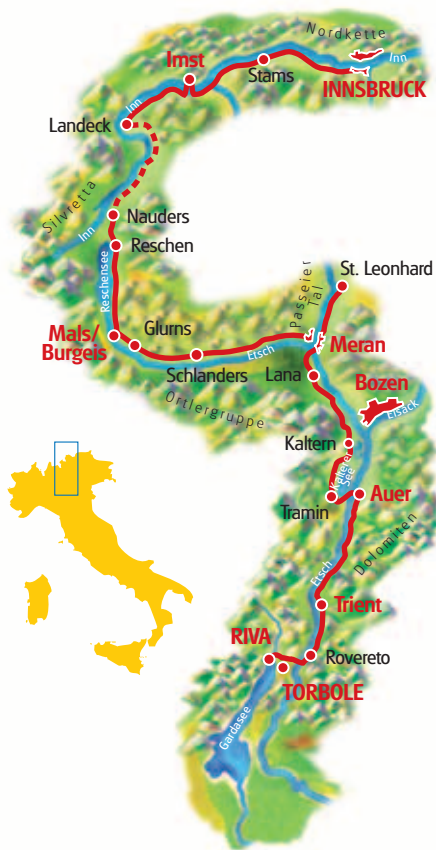 Nordkette
Imst
Stams
Inn
INNSBRUCK
Inn
Landeck
Silvretta
Inn
Nauders
Reschen
Reschensee
St. Leonhard
Passeier
Tal
Mals/
Burgeis
Glurns
Etsch
Meran
Schlanders
Lana
Bozen
Ortlergruppe
Eisack
Kaltern
Kalterer
See
Auer
Tramin
Dolomiten
Etsch
Trient
RIVA
Rovereto
TORBOLE
Gardasee